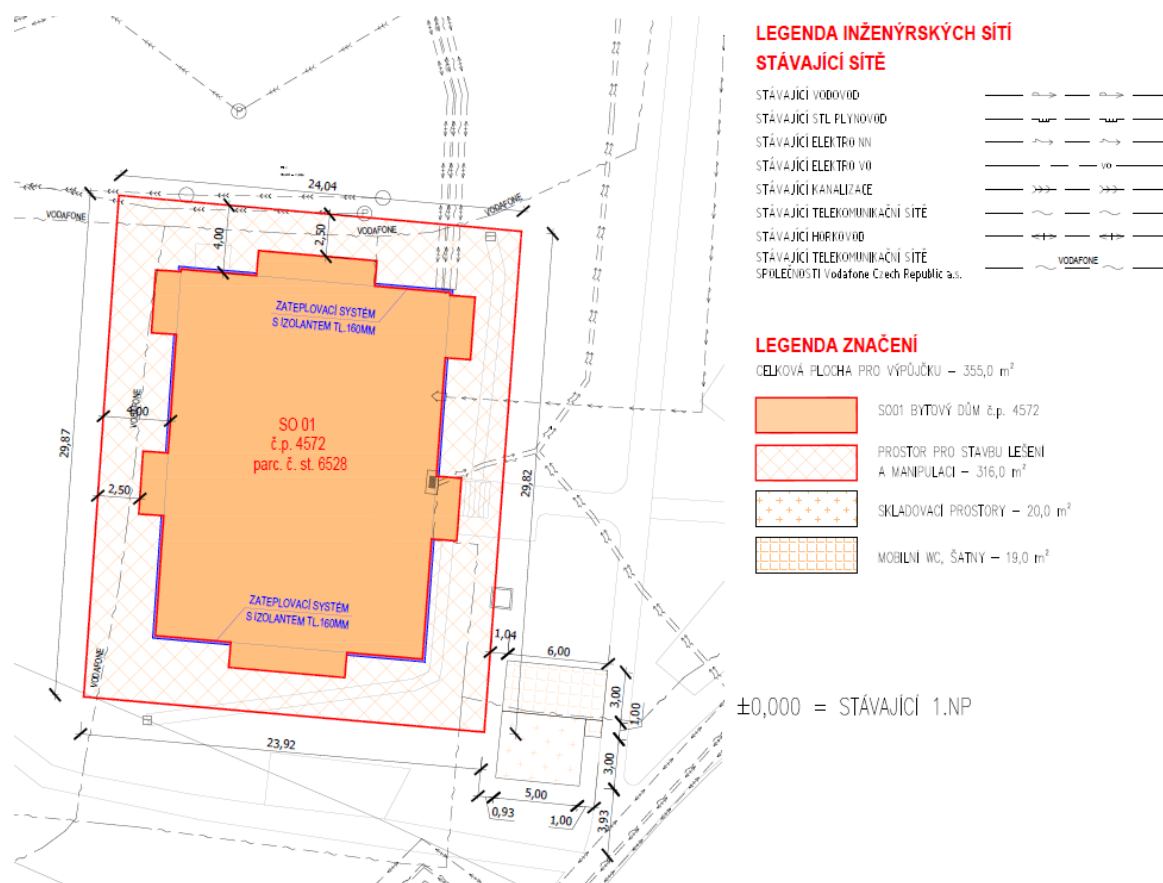 24,04
VODAFONE
VODAFONE
VODAFONE
4,00
2,50
ZATEPLOVACÍ SYSTÉM
S IZOLANTEM TL.160MM
VODAFONE
4,00
29,87
SO 01
č.p. 4572
parc. č. st. 6528
2,50
29,82
ZATEPLOVACÍ SYSTÉM
S IZOLANTEM TL.160MM
VODAFONE
1,04
6,00
3,00
1,00
23,92
3,00
5,00
0,93
1,00
3,93
LEGENDA INŽENÝRSKÝCH SÍTÍ
STÁVAJÍCÍ SÍTĚ
STÁVAJÍCÍ VODOVOD
STÁVAJÍCÍ STL PLYNOVOD
STÁVAJÍCÍ ELEKTRO NN
STÁVAJÍCÍ ELEKTRO VO
VO
STÁVAJÍCÍ KANALIZACE
STÁVAJÍCÍ TELEKOMUNIKAČNÍ SÍTĚ
STÁVAJÍCÍ HORKOVOD
STÁVAJÍCÍ TELEKOMUNIKAČNÍ SÍTĚ
SPOLEČNOSTI Vodafone Czech Republic a.s.
VODAFONE
LEGENDA ZNAČENÍ
CELKOVÁ PLOCHA PRO VÝPŮJČKU – 355,0 m²
SO01 BYTOVÝ DŮM č.p. 4572
PROSTOR PRO STAVBU LEŠENÍ
A MANIPULACI – 316,0 m²
SKLADOVACÍ PROSTORY – 20,0 m²
MOBILNÍ WC, ŠATNY – 19,0 m²
±0,000 = STÁVAJÍCÍ 1.NP